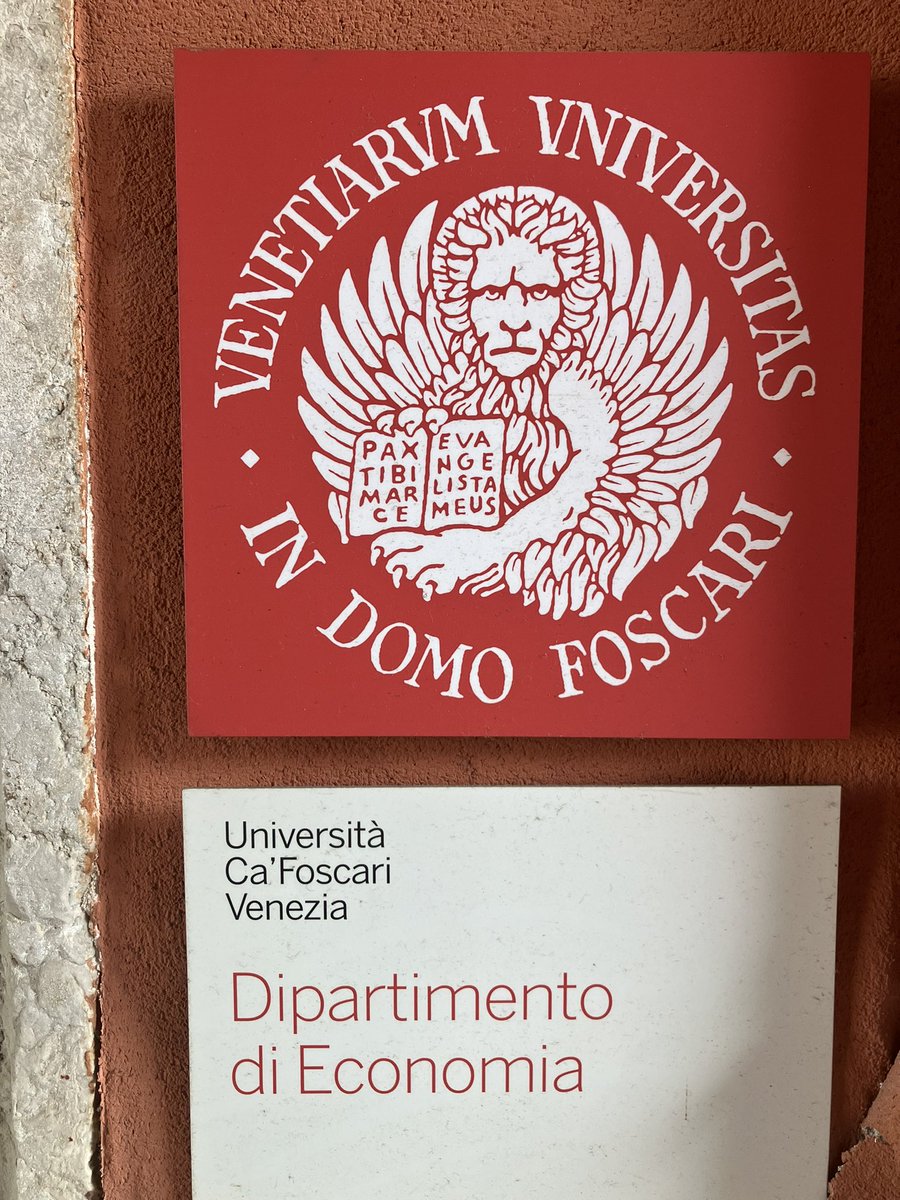 VENETIARVM VNIVERSITAS
IN DOMO FOSCARI
PAX
TIBI
MAR
CE
EVA
NGE
LISTA
MEUS
Università
Ca'Foscari
Venezia
Dipartimento
di Economia